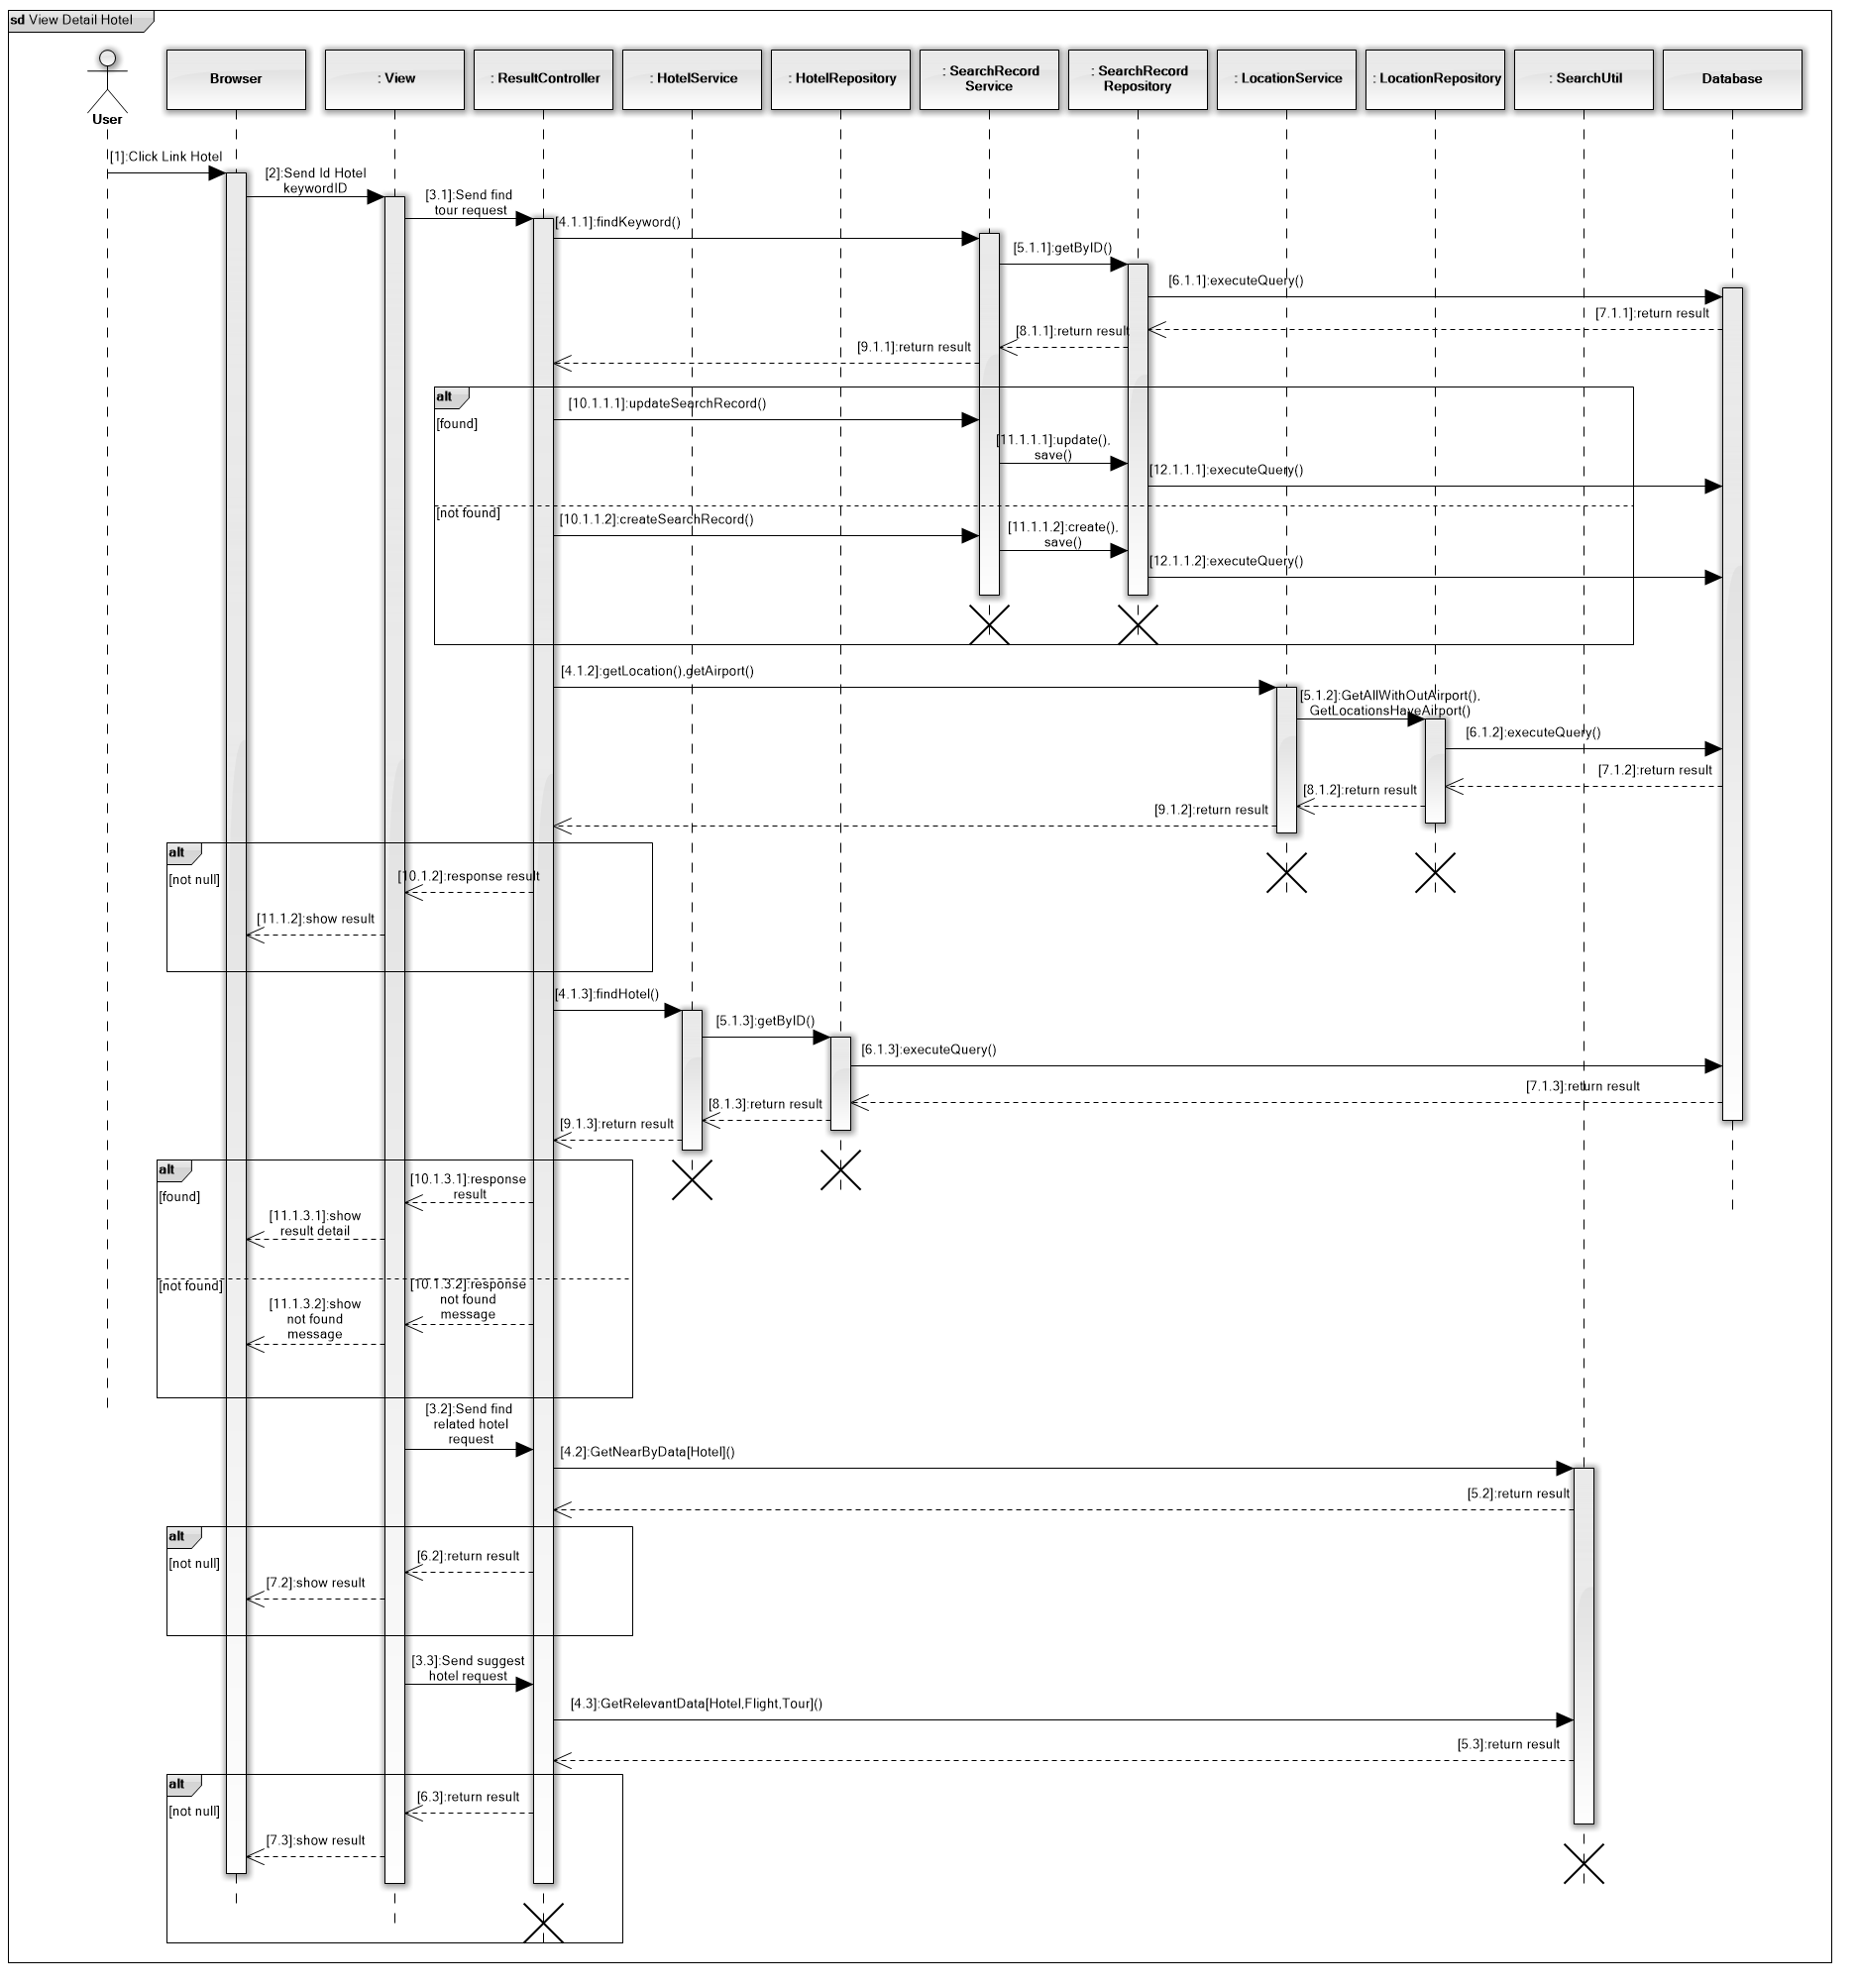 sd View Detail Hotel
User
Browser
: View
: ResultController
: HotelService
: HotelRepository
: SearchRecord
Service
: SearchRecord
Repository
: LocationService
: LocationRepository
: SearchUtil
Database
[1]:Click Link Hotel
[2]:Send Id Hotel
keywordID
[3.1]:Send find
tour request
[4.1.1]:findKeyword()
[5.1.1]:getByID()
[6.1.1]:executeQuery()
[7.1.1]:return result
[8.1.1]:return result
[9.1.1]:return result
alt
[found]
[10.1.1.1]:updateSearchRecord()
[11.1.1.1]:update(),
save()
[12.1.1.1]:executeQuery()
[not found]
[10.1.1.2]:createSearchRecord()
[11.1.1.2]:create(),
save()
[12.1.1.2]:executeQuery()
[4.1.2]:getLocation(),getAirport()
[5.1.2]:GetAllWithOutAirport(),
GetLocationsHaveAirport()
[6.1.2]:executeQuery()
[7.1.2]:return result
[8.1.2]:return result
[9.1.2]:return result
alt
[not null]
[10.1.2]:response result
[11.1.2]:show result
[4.1.3]:findHotel()
[5.1.3]:getByID()
[6.1.3]:executeQuery()
[7.1.3]:return result
[8.1.3]:return result
[9.1.3]:return result
alt
[found]
[10.1.3.1]:response
result
[11.1.3.1]:show
result detail
[not found]
[10.1.3.2]:response
not found
message
[11.1.3.2]:show
not found
message
[3.2]:Send find
related hotel
request
[4.2]:GetNearByData[Hotel]()
[5.2]:return result
alt
[not null]
[6.2]:return result
[7.2]:show result
[3.3]:Send suggest
hotel request
[4.3]:GetRelevantData[Hotel,Flight,Tour]()
[5.3]:return result
alt
[not null]
[6.3]:return result
[7.3]:show result